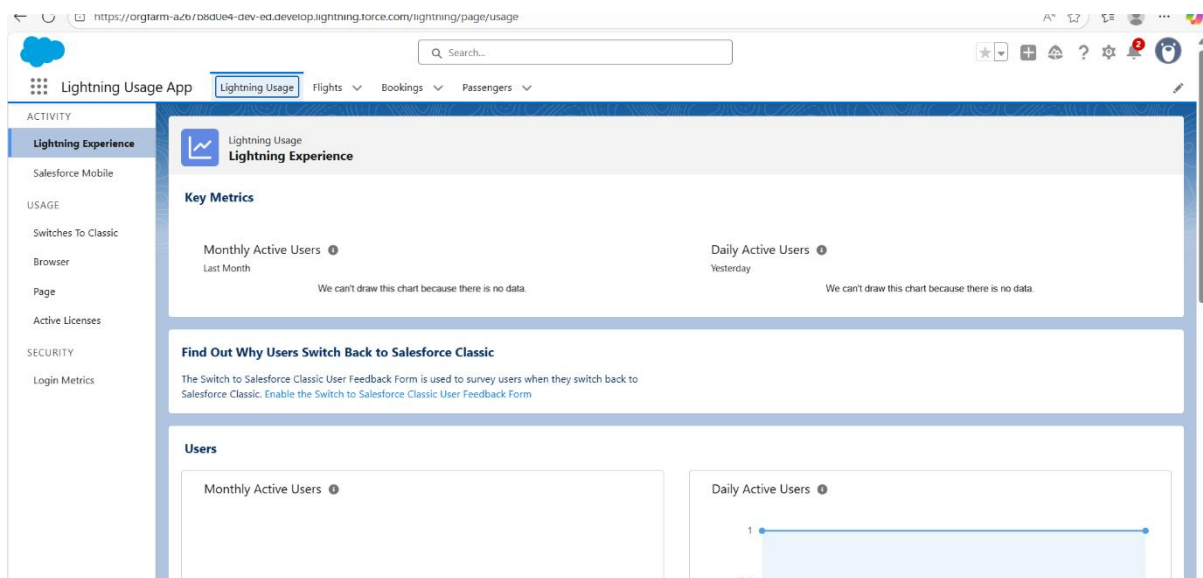 https://orgfarm-a267b8d0e4-dev-ed.develop.lightning.force.com/lightning/page/usage
Search...
2
Lightning Usage App Lightning Usage Flights Bookings Passengers
ACTIVITY
Lightning Experience
Salesforce Mobile
USAGE
Switches To Classic
Browser
Page
Active Licenses
SECURITY
Login Metrics
Lightning Usage
Lightning Experience
Key Metrics
Monthly Active Users
Last Month
We can't draw this chart because there is no data.
Daily Active Users
Yesterday
We can't draw this chart because there is no data.
Find Out Why Users Switch Back to Salesforce Classic
The Switch to Salesforce Classic User Feedback Form is used to survey users when they switch back to
Salesforce Classic. Enable the Switch to Salesforce Classic User Feedback Form
Users
Monthly Active Users
Daily Active Users
1